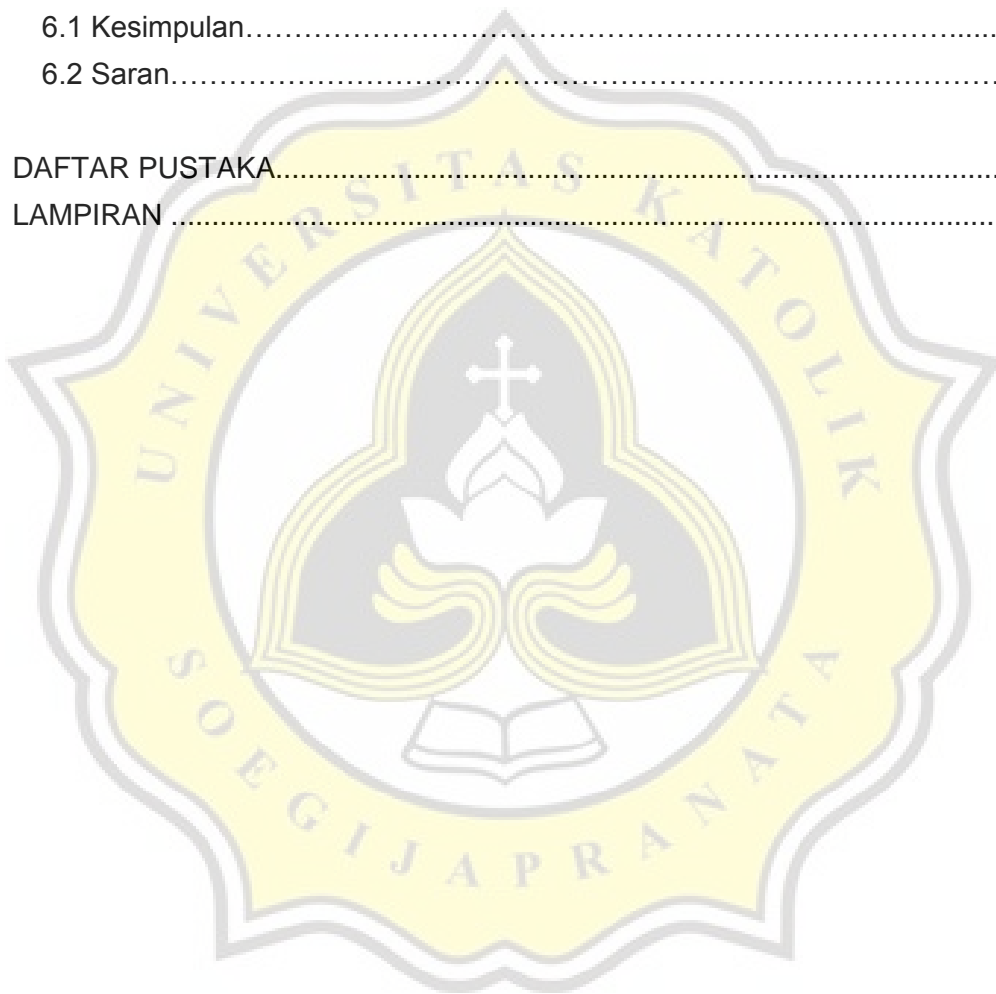 6.1 Kesimpulan……………………………………………………………......
6.2 Saran…………………………………………………………………………
DAFTAR PUSTAKA...............................................................................................
LAMPIRAN .............................................................................................................
UNIVERSITAS KATOLIK
SOEGIJAPRANATA